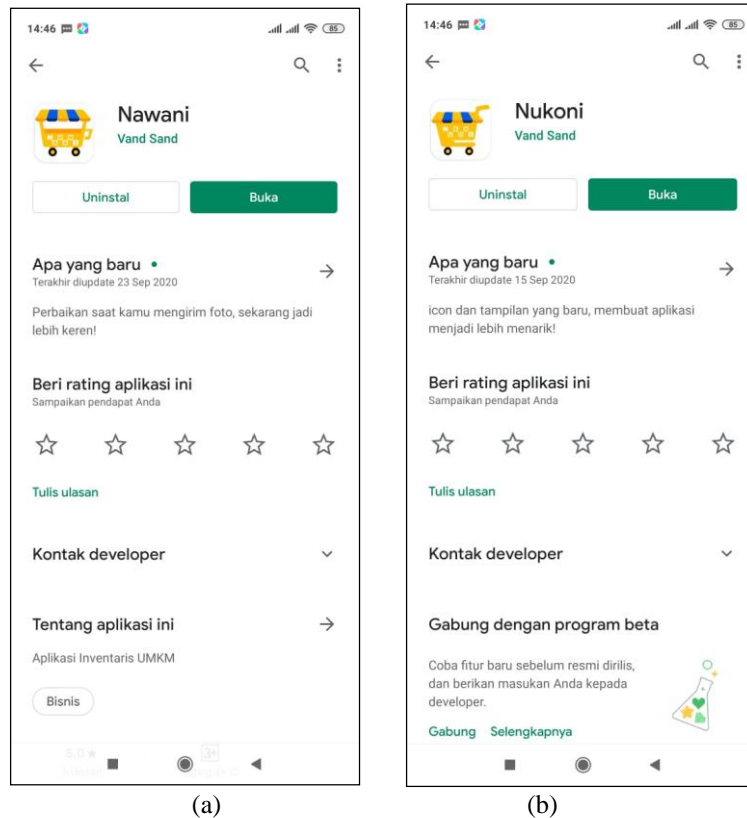 14:46
85
Nawani
Vand Sand
Uninstal
Buka
Apa yang baru
Terakhir diupdate 23 Sep 2020
Perbaiken saat kamu mengirim foto, sekarang jadi
lebih keren!
Beri rating aplikasi ini
Sampaikan pendapat Anda
Tulis ulasan
Kontak developer
Tentang aplikasi ini
Aplikasi Inventaris UMKM
Bisnis
5.0
3+
(a)
14:46
85
Nukoni
Vand Sand
Uninstal
Buka
Apa yang baru
Terakhir diupdate 15 Sep 2020
icon dan tampilan yang baru, membuat aplikasi
menjadi lebih menarik!
Beri rating aplikasi ini
Sampaikan pendapat Anda
Tulis ulasan
Kontak developer
Gabung dengan program beta
Coba fitur baru sebelum resmi dirilis,
dan berikan masukan Anda kepada
developer.
Gabung Selengkapnya
(b)